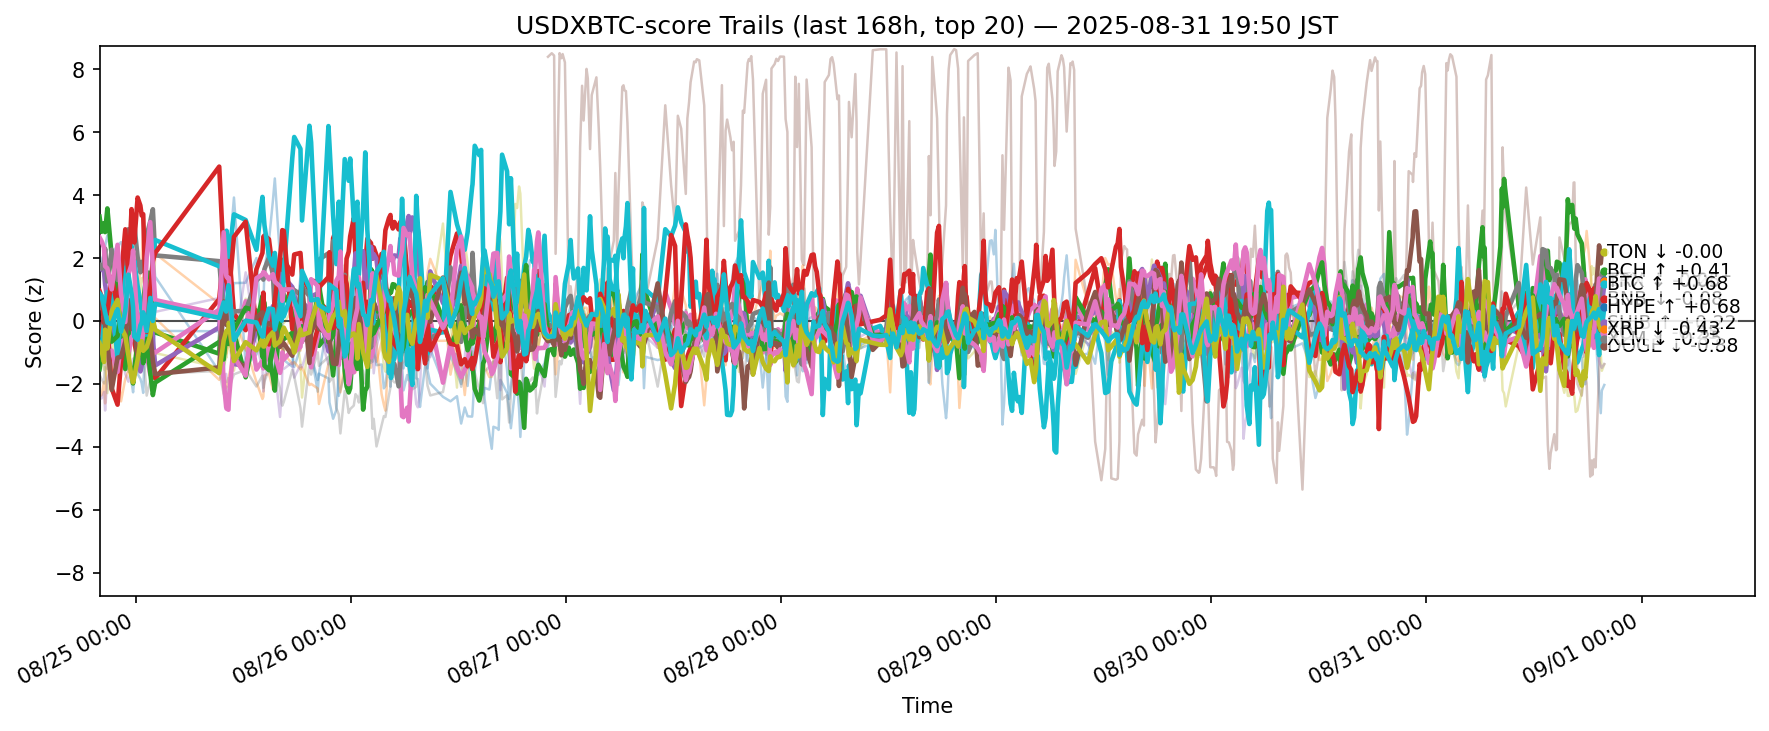 USDXBTC-score Trails (last 168h, top 20) — 2025-08-31 19:50 JST
Score (z)
8
6
4
2
0
−2
−4
−6
−8
TON ↓ -0.00
BCH ↑ +0.41
BTC ↑ +0.68
HYPE ↑ +0.68
XRP ↓ -0.43
DOGE ↓ -0.88
08/25 00:00
08/26 00:00
08/27 00:00
08/28 00:00
08/29 00:00
08/30 00:00
08/31 00:00
09/01 00:00
Time